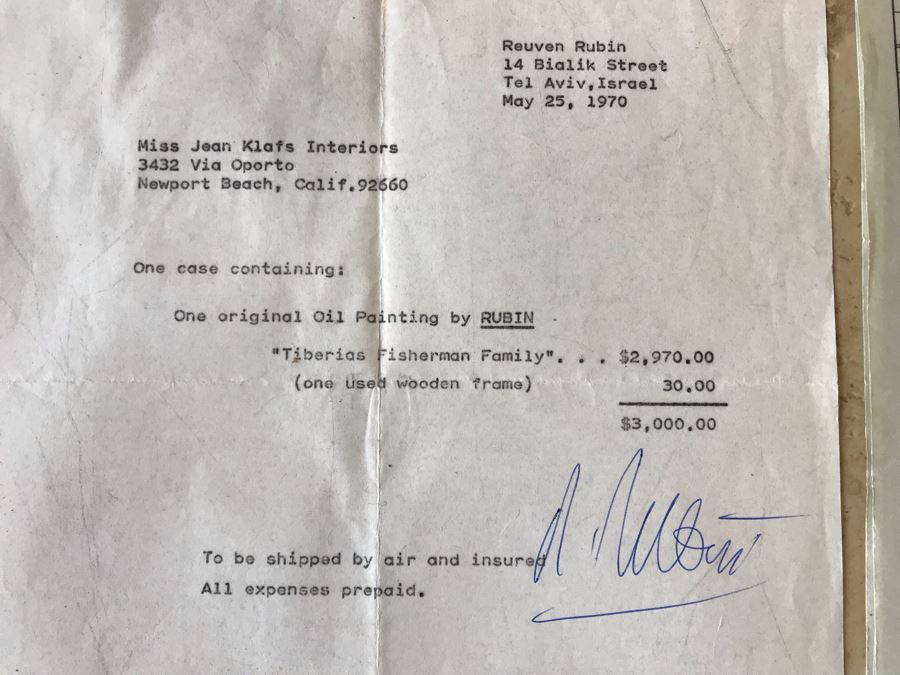 Reuven Rubin
14 Bialik Street
Tel Aviv,Israel
May 25, 1970
Miss Jean Klafs Interiors
3432 Via Oporto
Newport Beach, Calif.92660
One case containing:
One original Oil Painting by RUBIN
"Tiberias Fisherman Family". . . $2,970.00
(one used wooden frame) 30.00
$3,000.00
R. Rubin
To be shipped by air and insured
All expenses prepaid.